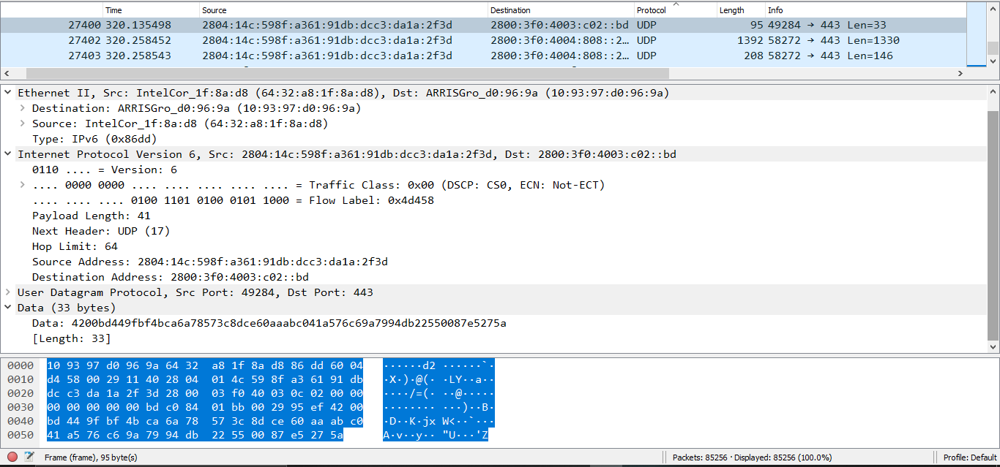 Time Source Destination Protocol Length Info
27400 320.135498 2804:14c:598f:a361:91db:dcc3:da1a:2f3d 2800:3f0:4003:c02::bd UDP 95 49284 → 443 Len=33
27402 320.258452 2804:14c:598f:a361:91db:dcc3:da1a:2f3d 2800:3f0:4004:808::2… UDP 1392 58272 → 443 Len=1330
27403 320.258543 2804:14c:598f:a361:91db:dcc3:da1a:2f3d 2800:3f0:4004:808::2… UDP 208 58272 → 443 Len=146
Ethernet II, Src: IntelCor_1f:8a:d8 (64:32:a8:1f:8a:d8), Dst: ARRISGro_d0:96:9a (10:93:97:d0:96:9a)
Destination: ARRISGro_d0:96:9a (10:93:97:d0:96:9a)
Source: IntelCor_1f:8a:d8 (64:32:a8:1f:8a:d8)
Type: IPv6 (0x86dd)
Internet Protocol Version 6, Src: 2804:14c:598f:a361:91db:dcc3:da1a:2f3d, Dst: 2800:3f0:4003:c02::bd
0110 .... = Version: 6
.... 0000 0000 .... .... .... .... .... = Traffic Class: 0x00 (DSCP: CS0, ECN: Not-ECT)
.... .... .... 0100 1101 0100 0101 1000 = Flow Label: 0x4d458
Payload Length: 41
Next Header: UDP (17)
Hop Limit: 64
Source Address: 2804:14c:598f:a361:91db:dcc3:da1a:2f3d
Destination Address: 2800:3f0:4003:c02::bd
User Datagram Protocol, Src Port: 49284, Dst Port: 443
Data (33 bytes)
Data: 4200bd449fbf4bca6a78573c8dce60aaabc041a576c69a7994db22550087e5275a
[Length: 33]
0000 10 93 97 d0 96 9a 64 32 a8 1f 8a d8 86 dd 60 04 ······d2 ······`·
0010 d4 58 00 29 11 40 28 04 01 4c 59 8f a3 61 91 db ·X·)·@(· ·LY··a··
0020 dc c3 da 1a 2f 3d 28 00 03 f0 40 03 0c 02 00 00 ····/=(· ··@·····
0030 00 00 00 00 00 bd c0 84 01 bb 00 29 95 ef 42 00 ········ ···)··B·
0040 bd 44 9f bf 4b ca 6a 78 57 3c 8d ce 60 aa ab c0 ·D··K·jx W<··`···
0050 41 a5 76 c6 9a 79 94 db 22 55 00 87 e5 27 5a A·v··y·· "U···'Z
Frame (frame), 95 byte(s) Packets: 85256 · Displayed: 85256 (100.0%) Profile: Default